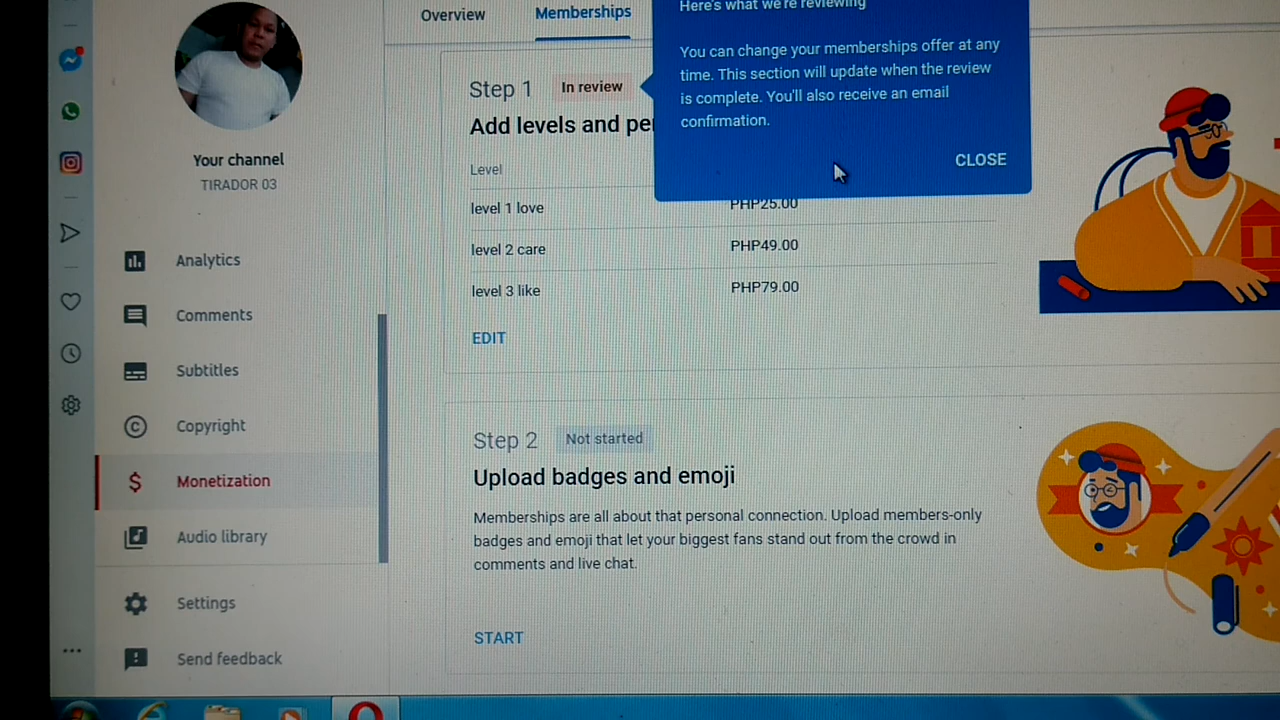 Overview
Memberships
Here's what we're reviewing
You can change your memberships offer at any
time. This section will update when the review
is complete. You'll also receive an email
confirmation.
CLOSE
Your channel
TIRADOR 03
Analytics
Comments
Subtitles
Copyright
Monetization
Audio library
Settings
Send feedback
Step 1
In review
Add levels and pe
Level
level 1 love PHP25.00
level 2 care PHP49.00
level 3 like PHP79.00
EDIT
Step 2
Not started
Upload badges and emoji
Memberships are all about that personal connection. Upload members-only
badges and emoji that let your biggest fans stand out from the crowd in
comments and live chat.
START